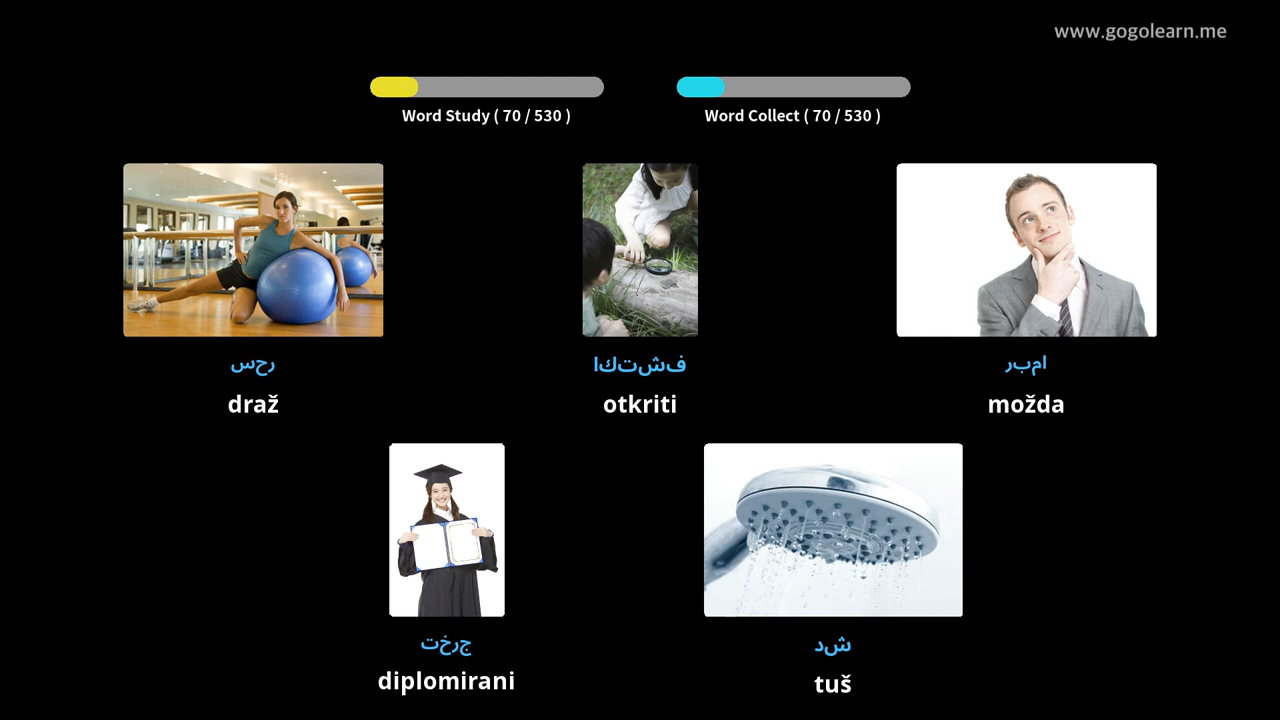 www.gogolearn.me
Word Study ( 70 / 530 )
Word Collect ( 70 / 530 )
رحس
draž
فشتكا
otkriti
امبر
možda
جرخت
diplomirani
شد
tuš